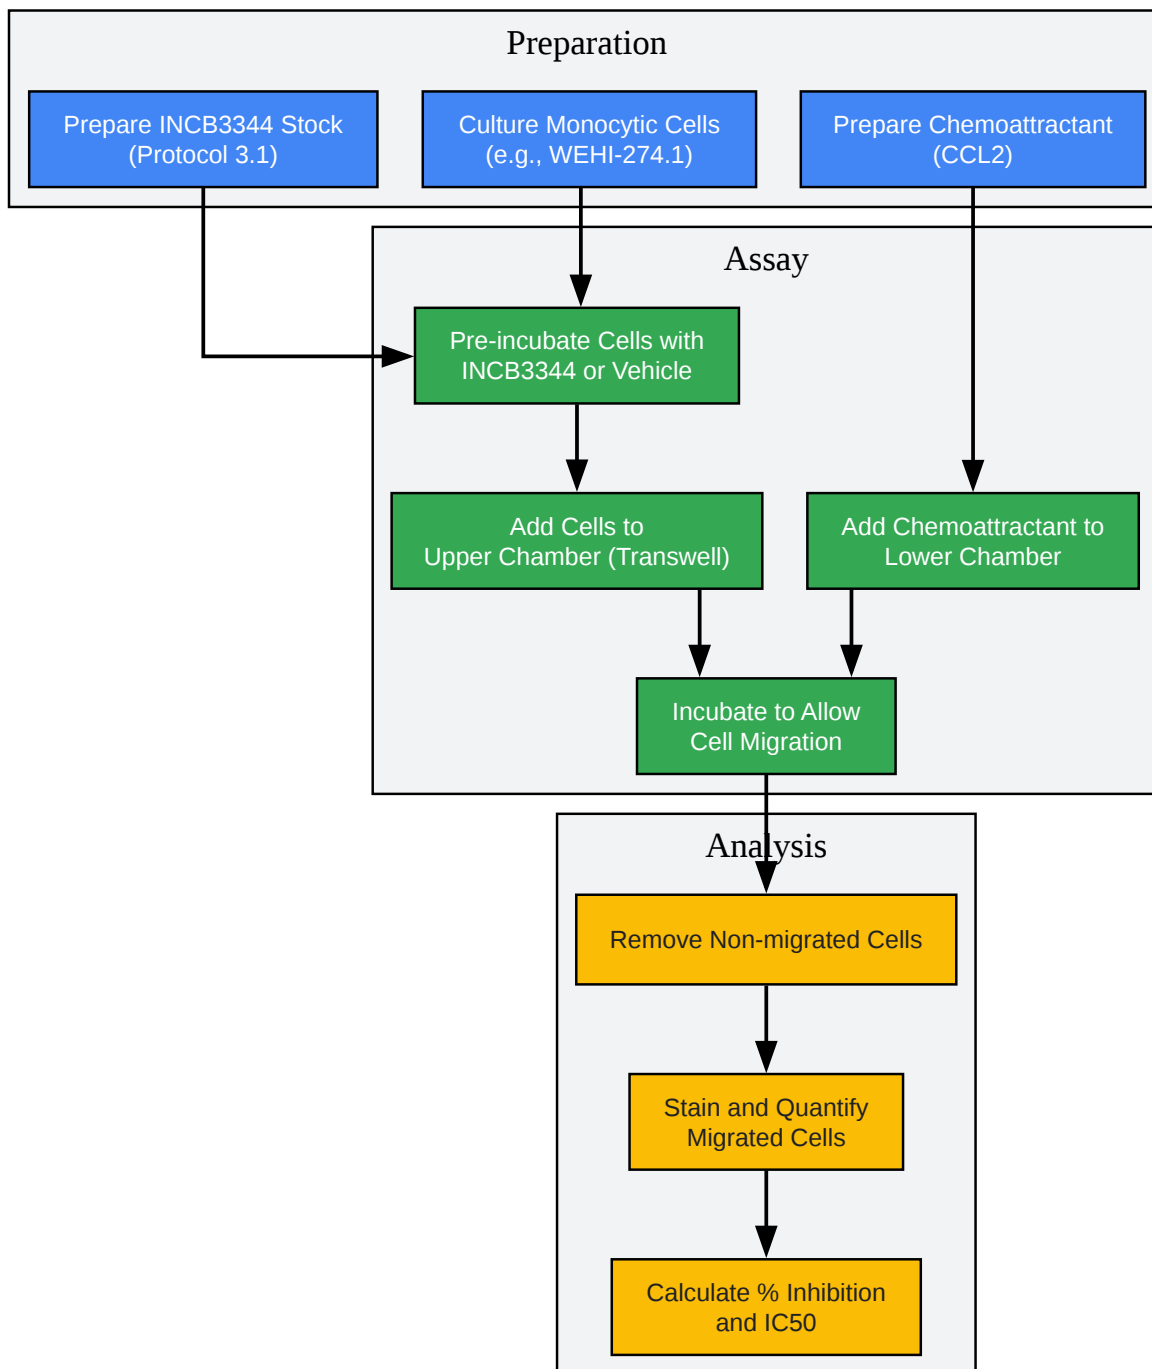 Preparation
Prepare INCB3344 Stock
(Protocol 3.1)
Culture Monocytic Cells
(e.g., WEHI-274.1)
Prepare Chemoattractant
(CCL2)
Assay
Pre-incubate Cells with
INCB3344 or Vehicle
Add Cells to
Upper Chamber (Transwell)
Add Chemoattractant to
Lower Chamber
Incubate to Allow
Cell Migration
Analysis
Remove Non-migrated Cells
Stain and Quantify
Migrated Cells
Calculate % Inhibition
and IC50